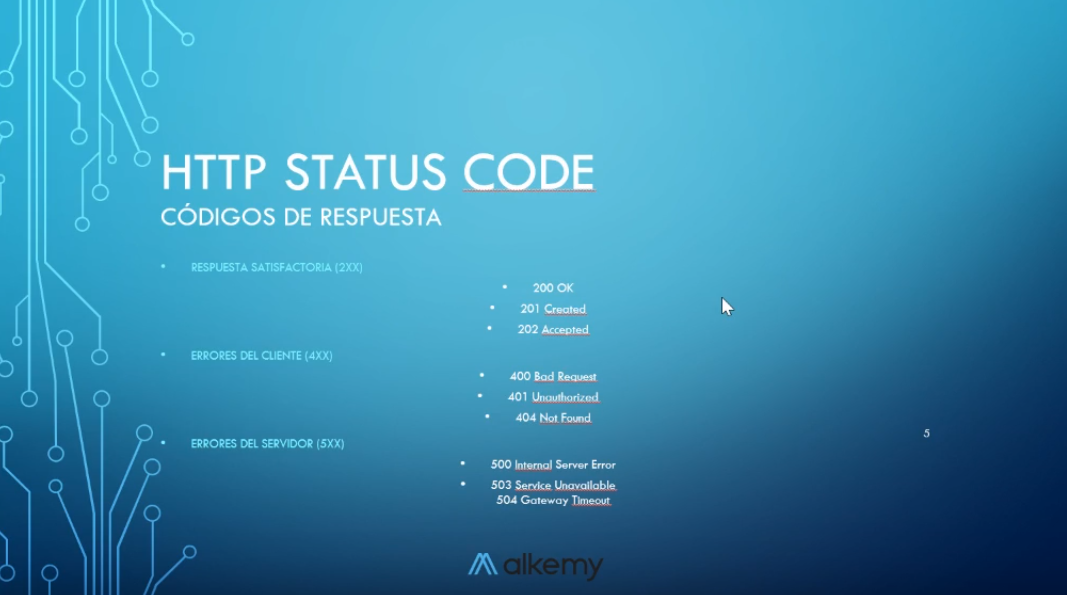 HTTP STATUS CODE
CÓDIGOS DE RESPUESTA
• RESPUESTA SATISFACTORIA (2XX)
• 200 OK
• 201 Created
• 202 Accepted
• ERRORES DEL CLIENTE (4XX)
• 400 Bad Request
• 401 Unauthorized
• 404 Not Found
5
• ERRORES DEL SERVIDOR (5XX)
• 500 Internal Server Error
• 503 Service Unavailable
504 Gateway Timeout
alkemy